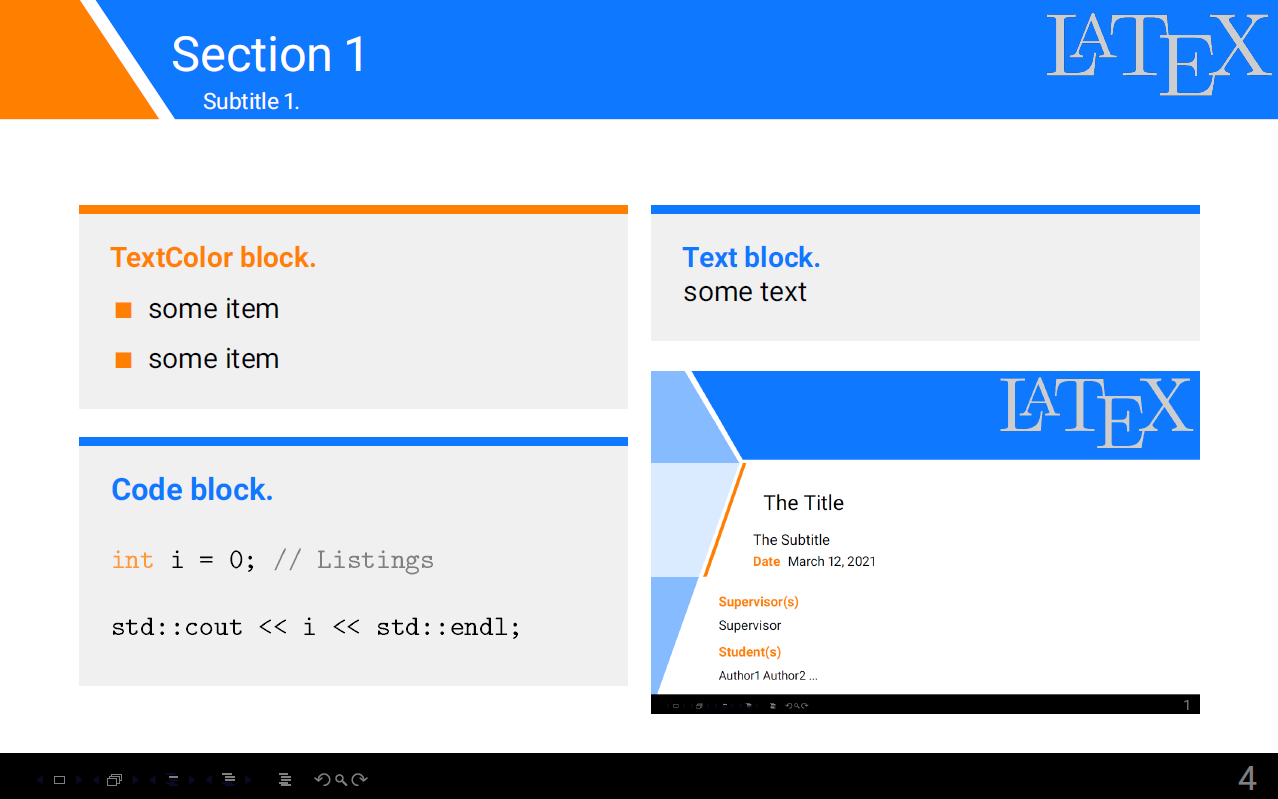 Section 1
Subtitle 1.
LATEX
TextColor block.
some item
some item
Code block.
int i = 0; // Listings
std::cout << i << std::endl;
Text block.
some text
LATEX
The Title
The Subtitle
Date March 12, 2021
Supervisor(s)
Supervisor
Student(s)
Author1 Author2 ...
1
4